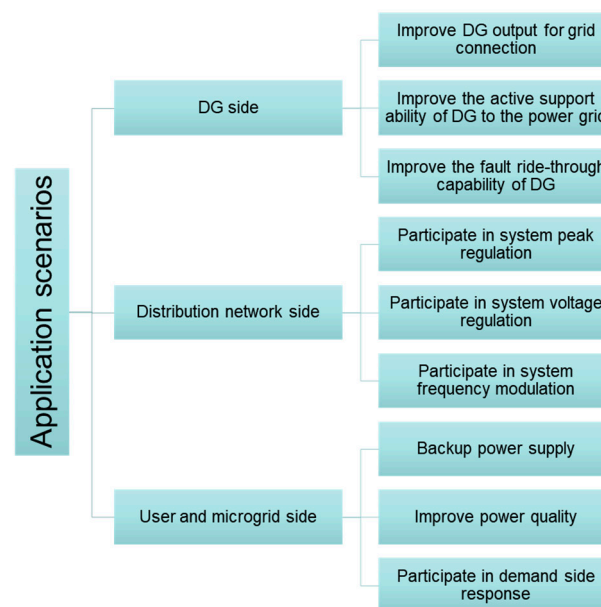 Application scenarios
DG side
Improve DG output for grid
connection
Improve the active support
ability of DG to the power grid
Improve the fault ride-through
capability of DG
Distribution network side
Participate in system peak
regulation
Participate in system voltage
regulation
Participate in system
frequency modulation
User and microgrid side
Backup power supply
Improve power quality
Participate in demand side
response